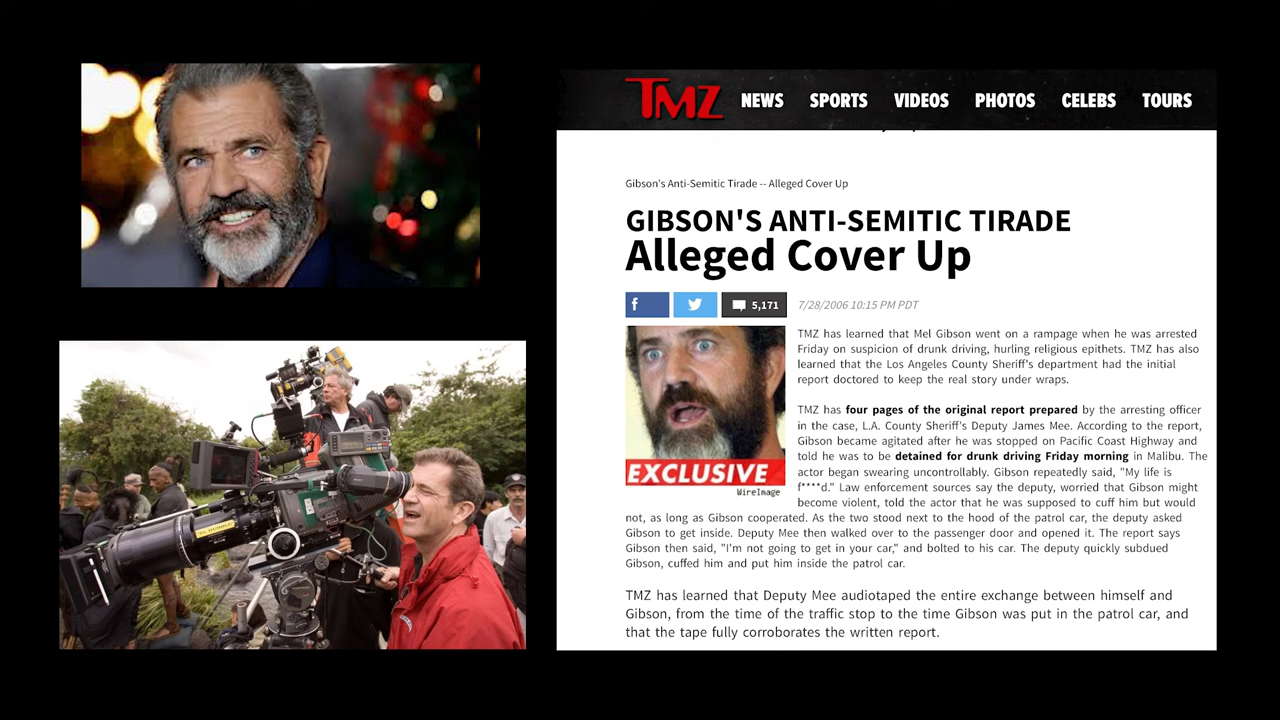 TMZ NEWS SPORTS VIDEOS PHOTOS CELEBS TOURS
Gibson's Anti-Semitic Tirade -- Alleged Cover Up
GIBSON'S ANTI-SEMITIC TIRADE
Alleged Cover Up
f 5,171 7/28/2006 10:15 PM PDT
TMZ has learned that Mel Gibson went on a rampage when he was arrested
Friday on suspicion of drunk driving, hurling religious epithets. TMZ has also
learned that the Los Angeles County Sheriff's department had the initial
report doctored to keep the real story under wraps.
TMZ has four pages of the original report prepared by the arresting officer
in the case, L.A. County Sheriff's Deputy James Mee. According to the report,
Gibson became agitated after he was stopped on Pacific Coast Highway and
told he was to be detained for drunk driving Friday morning in Malibu. The
actor began swearing uncontrollably. Gibson repeatedly said, "My life is
f****d." Law enforcement sources say the deputy, worried that Gibson might
become violent, told the actor that he was supposed to cuff him but would
EXCLUSIVE
WireImage
not, as long as Gibson cooperated. As the two stood next to the hood of the patrol car, the deputy asked
Gibson to get inside. Deputy Mee then walked over to the passenger door and opened it. The report says
Gibson then said, "I'm not going to get in your car," and bolted to his car. The deputy quickly subdued
Gibson, cuffed him and put him inside the patrol car.
TMZ has learned that Deputy Mee audiotaped the entire exchange between himself and
Gibson, from the time of the traffic stop to the time Gibson was put in the patrol car, and
that the tape fully corroborates the written report.